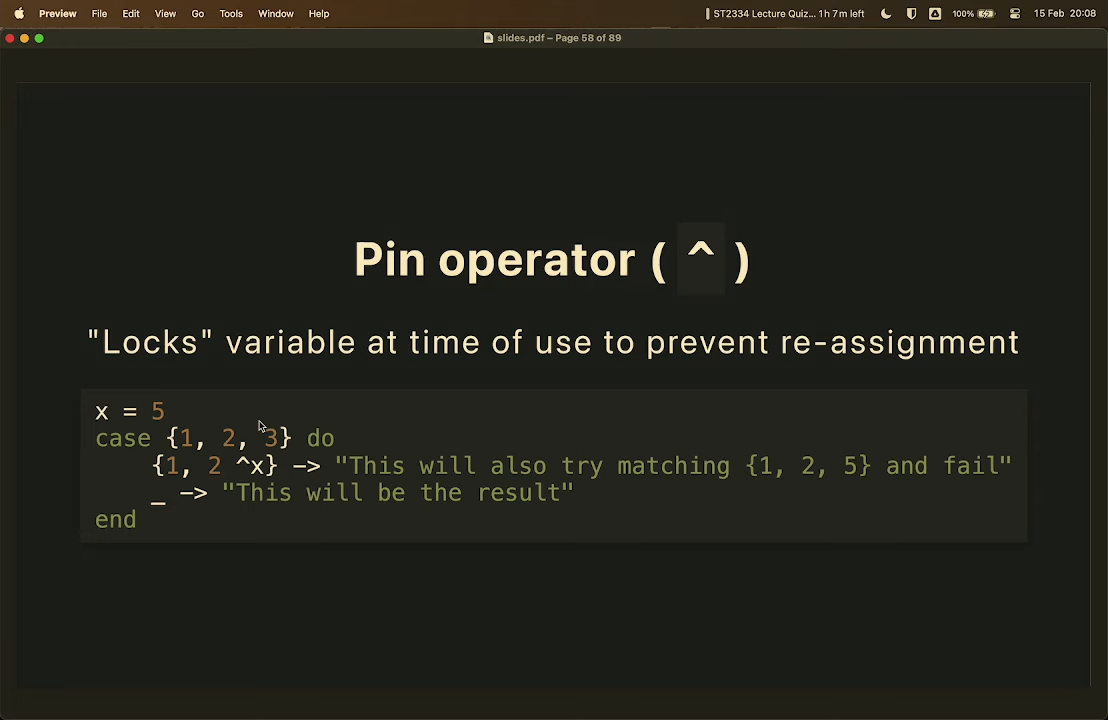 Preview File Edit View Go Tools Window Help ST2334 Lecture Quiz... 1h 7m left 100% 15 Feb 20:08
slides.pdf – Page 58 of 89
Pin operator ( ^ )
"Locks" variable at time of use to prevent re-assignment
x = 5
case {1, 2, 3} do
{1, 2 ^x} -> "This will also try matching {1, 2, 5} and fail"
_ -> "This will be the result"
end